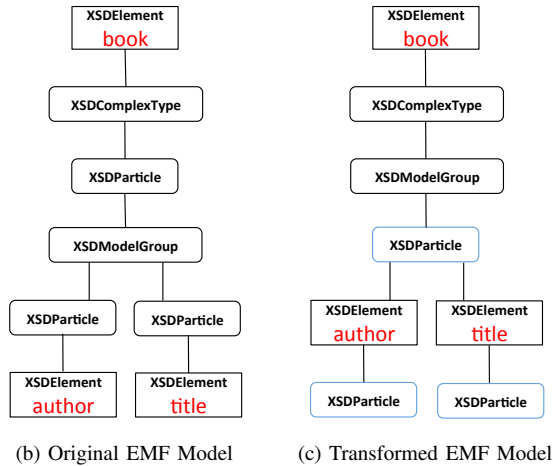 XSDElement
book
XSDComplexType
XSDParticle
XSDModelGroup
XSDParticle
XSDParticle
XSDElement
author
XSDElement
title
(b) Original EMF Model
XSDElement
book
XSDComplexType
XSDModelGroup
XSDParticle
XSDElement
author
XSDElement
title
XSDParticle
XSDParticle
(c) Transformed EMF Model